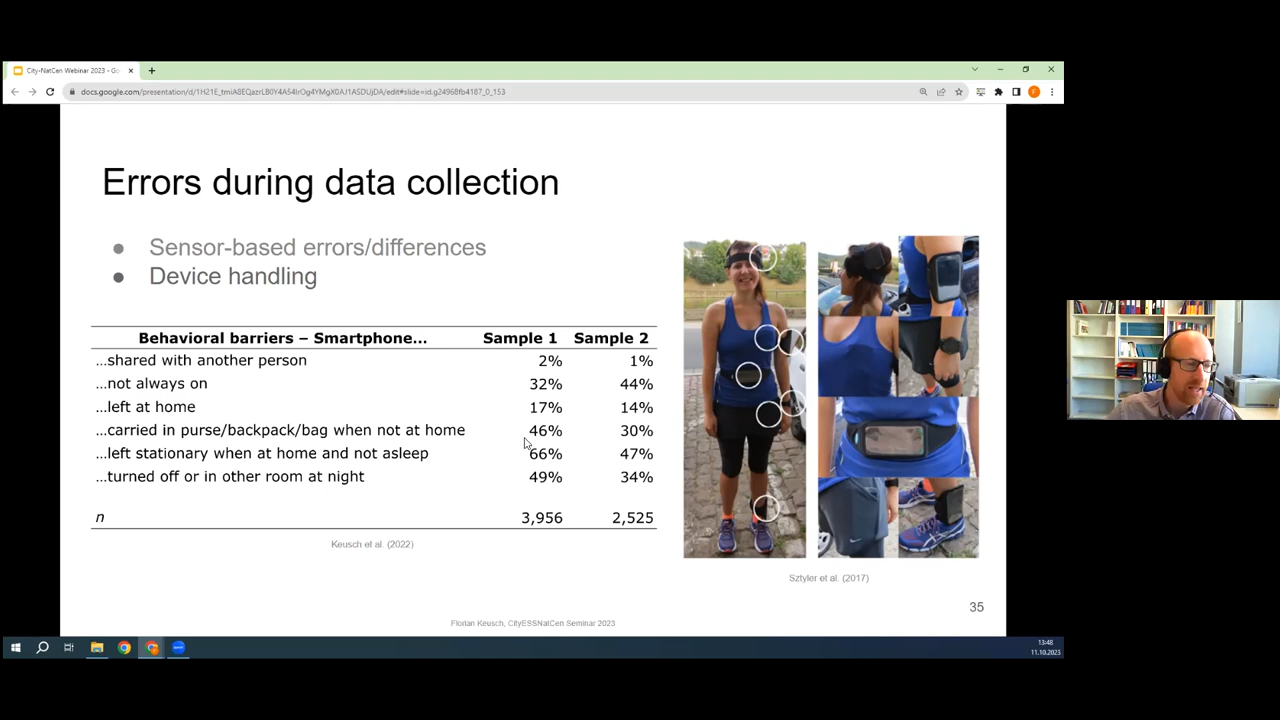 City-NatCen Webinar 2023 - Go
docs.google.com/presentation/d/1H21E_tmiA8EQazrLB0Y4A54IrOg4YMgX0AJ1ASDUjDA/edit#slide=id.g24968fb4187_0_153
Errors during data collection
● Sensor-based errors/differences
● Device handling
Behavioral barriers – Smartphone... Sample 1 Sample 2
...shared with another person 2% 1%
...not always on 32% 44%
...left at home 17% 14%
...carried in purse/backpack/bag when not at home 46% 30%
...left stationary when at home and not asleep 66% 47%
...turned off or in other room at night 49% 34%
n 3,956 2,525
Keusch et al. (2022)
Sztyler et al. (2017)
35
Florian Keusch, CityESSNatCen Seminar 2023
13:48
11.10.2023